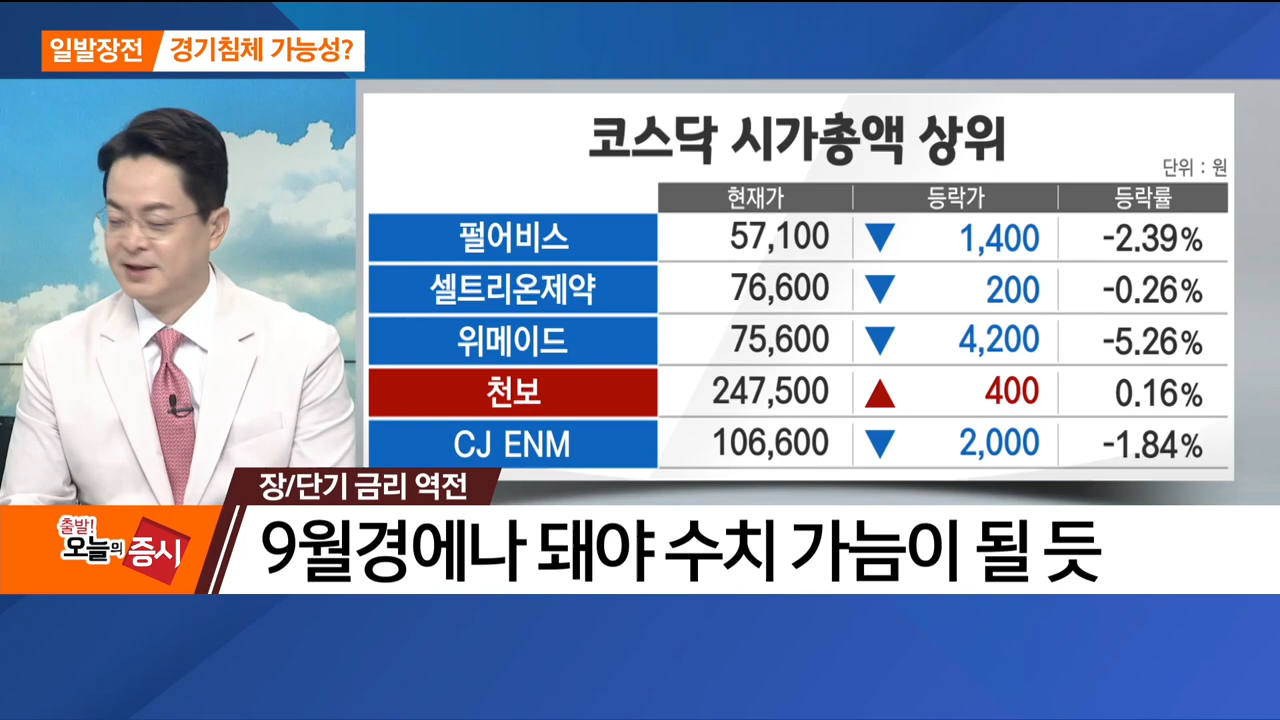 일발장전 경기침체 가능성?
코스닥 시가총액 상위
단위 : 원
현재가 등락가 등락률
펄어비스 57,100 ▼ 1,400 -2.39%
셀트리온제약 76,600 ▼ 200 -0.26%
위메이드 75,600 ▼ 4,200 -5.26%
천보 247,500 ▲ 400 0.16%
CJ ENM 106,600 ▼ 2,000 -1.84%
장/단기 금리 역전
출발!
오늘의 증시
9월경에나 돼야 수치 가늠이 될 듯